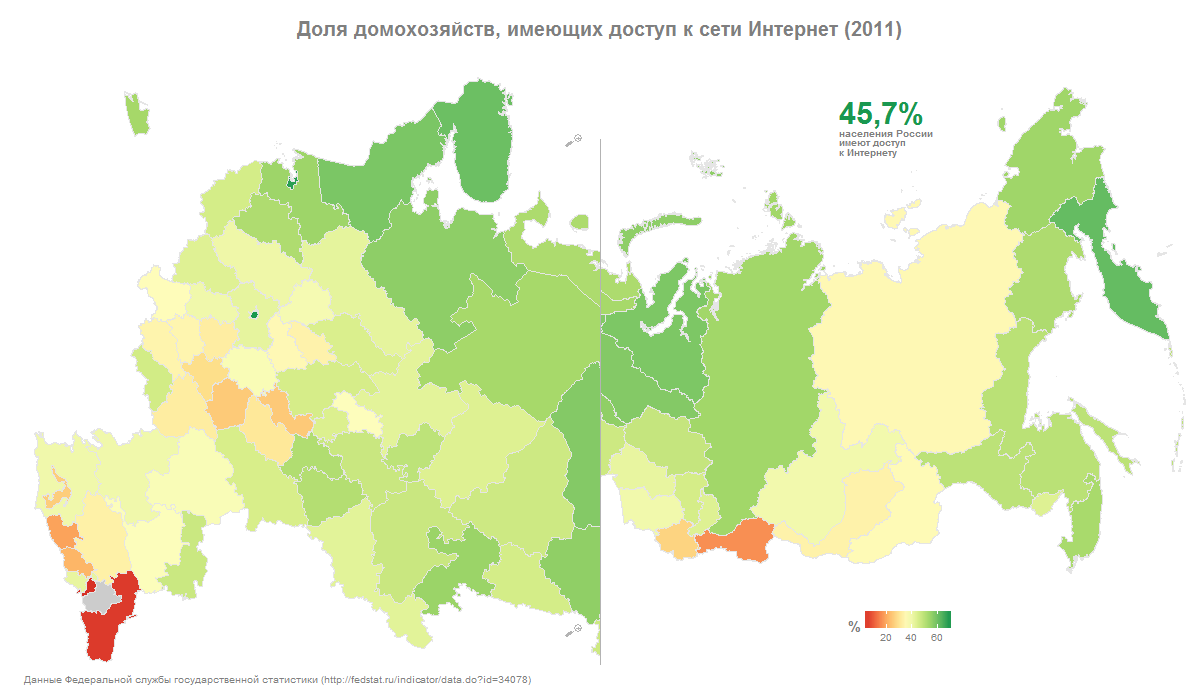 Доля домохозяйств, имеющих доступ к сети Интернет (2011)
45,7%
населения России
имеют доступ
к Интернету
%
20 40 60
Данные Федеральной службы государственной статистики (http://fedstat.ru/indicator/data.do?id=34078)